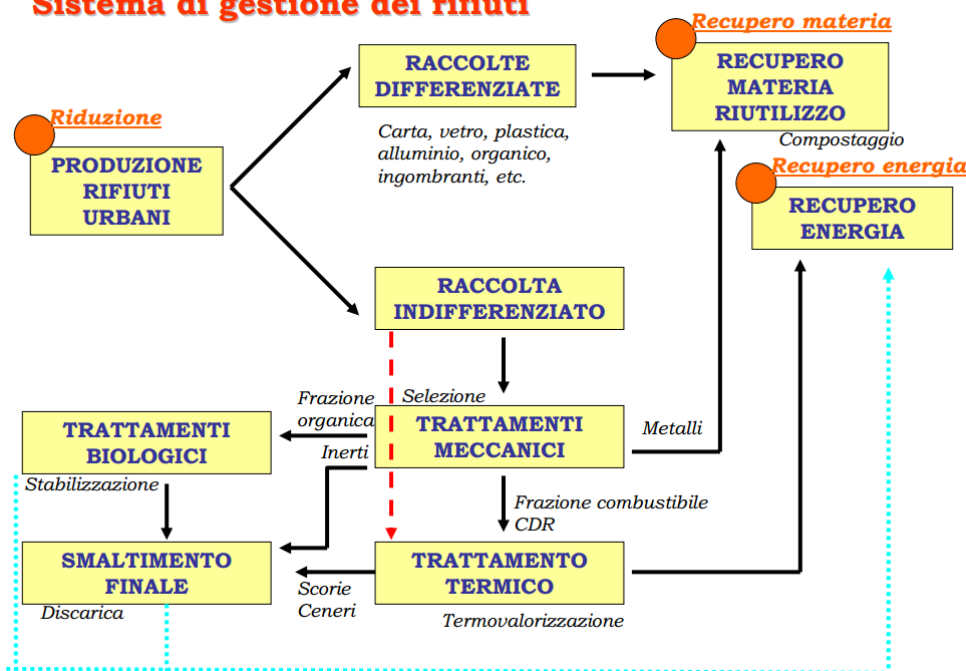 Sistema di gestione dei rifiuti
Recupero materia
RACCOLTE
DIFFERENZIATE
RECUPERO
MATERIA
RIUTILIZZO
Riduzione
Carta, vetro, plastica,
alluminio, organico,
ingombranti, etc.
Compostaggio
PRODUZIONE
RIFIUTI
URBANI
Recupero energia
RECUPERO
ENERGIA
RACCOLTA
INDIFFERENZIATO
Frazione
organica
Selezione
TRATTAMENTI
BIOLOGICI
TRATTAMENTI
MECCANICI
Metalli
Inerti
Stabilizzazione
Frazione combustibile
CDR
SMALTIMENTO
FINALE
TRATTAMENTO
TERMICO
Scorie
Ceneri
Discarica
Termovalorizzazione